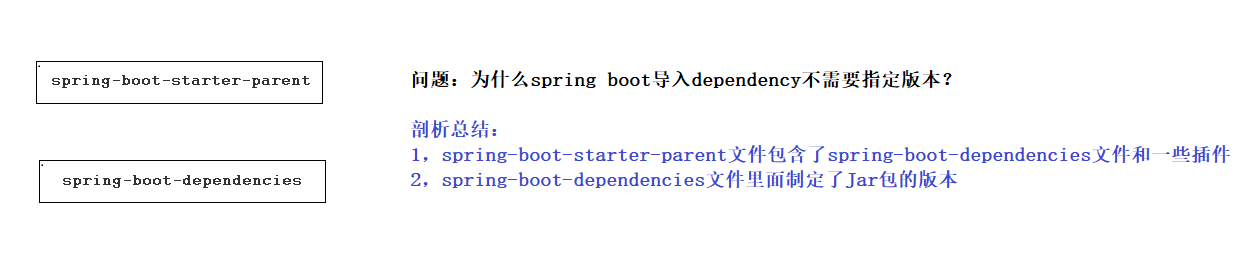 spring-boot-starter-parent
spring-boot-dependencies
问题：为什么spring boot导入dependency不需要指定版本？
剖析总结：
1，spring-boot-starter-parent文件包含了spring-boot-dependencies文件和一些插件
2，spring-boot-dependencies文件里面制定了Jar包的版本